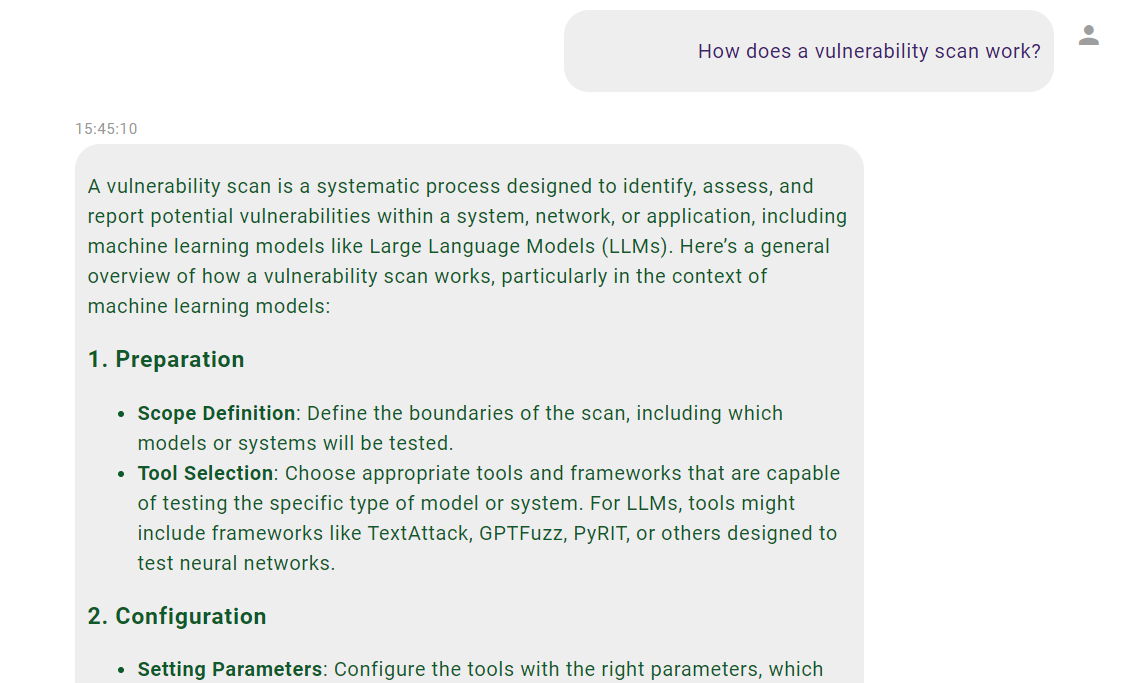 How does a vulnerability scan work?
15:45:10
A vulnerability scan is a systematic process designed to identify, assess, and
report potential vulnerabilities within a system, network, or application, including
machine learning models like Large Language Models (LLMs). Here’s a general
overview of how a vulnerability scan works, particularly in the context of
machine learning models:
1. Preparation
• Scope Definition: Define the boundaries of the scan, including which
models or systems will be tested.
• Tool Selection: Choose appropriate tools and frameworks that are capable
of testing the specific type of model or system. For LLMs, tools might
include frameworks like TextAttack, GPTFuzz, PyRIT, or others designed to
test neural networks.
2. Configuration
• Setting Parameters: Configure the tools with the right parameters, which